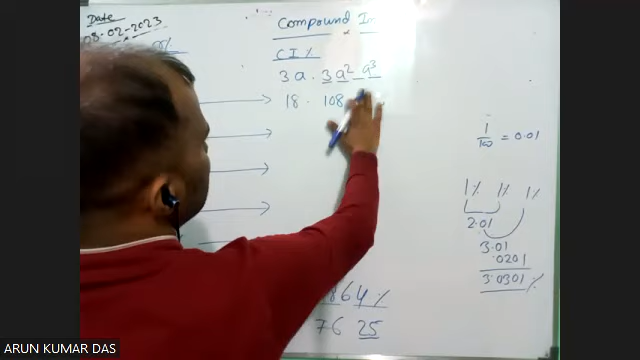 Date
08-02-2023
Compound In
CI %
3a . 3a² a³
18 . 108
1/100 = 0.01
1% 1% 1%
2.01
3.01
.0201
3.0301 %
864 %
76 25
ARUN KUMAR DAS